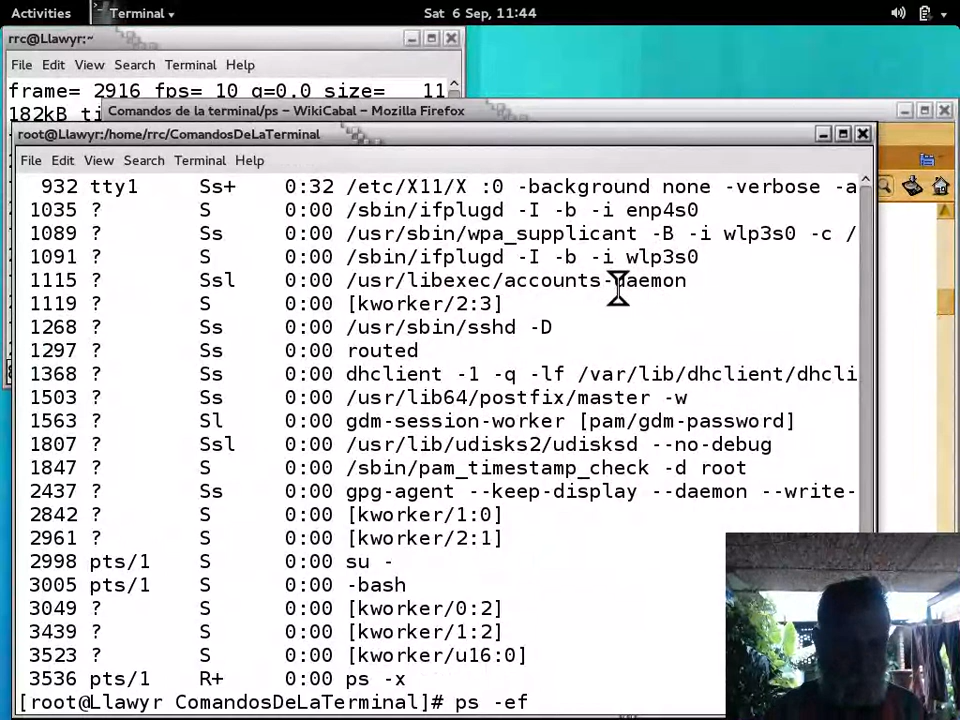 Activities Terminal Sat 6 Sep, 11:44
rrc@Llawyr:~
File Edit View Search Terminal Help
frame= 2916 fps= 10 q=0.0 size= 11
182kB ti
Comandos de la terminal/ps – WikiCabal – Mozilla Firefox
root@Llawyr:/home/rrc/ComandosDeLaTerminal
File Edit View Search Terminal Help
932 tty1 Ss+ 0:32 /etc/X11/X :0 -background none -verbose -a
1035 ? S 0:00 /sbin/ifplugd -I -b -i enp4s0
1089 ? Ss 0:00 /usr/sbin/wpa_supplicant -B -i wlp3s0 -c /
1091 ? S 0:00 /sbin/ifplugd -I -b -i wlp3s0
1115 ? Ssl 0:00 /usr/libexec/accounts-daemon
1119 ? S 0:00 [kworker/2:3]
1268 ? Ss 0:00 /usr/sbin/sshd -D
1297 ? Ss 0:00 routed
1368 ? Ss 0:00 dhclient -1 -q -lf /var/lib/dhclient/dhcli
1503 ? Ss 0:00 /usr/lib64/postfix/master -w
1563 ? Sl 0:00 gdm-session-worker [pam/gdm-password]
1807 ? Ssl 0:00 /usr/lib/udisks2/udisksd --no-debug
1847 ? S 0:00 /sbin/pam_timestamp_check -d root
2437 ? Ss 0:00 gpg-agent --keep-display --daemon --write-
2842 ? S 0:00 [kworker/1:0]
2961 ? S 0:00 [kworker/2:1]
2998 pts/1 S 0:00 su -
3005 pts/1 S 0:00 -bash
3049 ? S 0:00 [kworker/0:2]
3439 ? S 0:00 [kworker/1:2]
3523 ? S 0:00 [kworker/u16:0]
3536 pts/1 R+ 0:00 ps -x
[root@Llawyr ComandosDeLaTerminal]# ps -ef